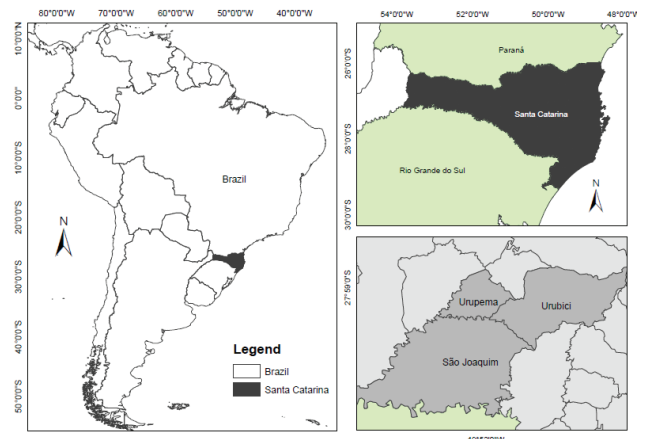 80°0'0"W 70°0'0"W 60°0'0"W 50°0'0"W 40°0'0"W
10°0'0"N
0°0'0"
10°0'0"S
20°0'0"S
30°0'0"S
40°0'0"S
50°0'0"S
Brazil
N
Legend
Brazil
Santa Catarina
54°0'0"W 52°0'0"W 50°0'0"W 48°0'0"W
26°0'0"S
28°0'0"S
30°0'0"S
Paraná
Santa Catarina
Rio Grande do Sul
N
27°59'0"S
Urupema
Urubici
São Joaquim